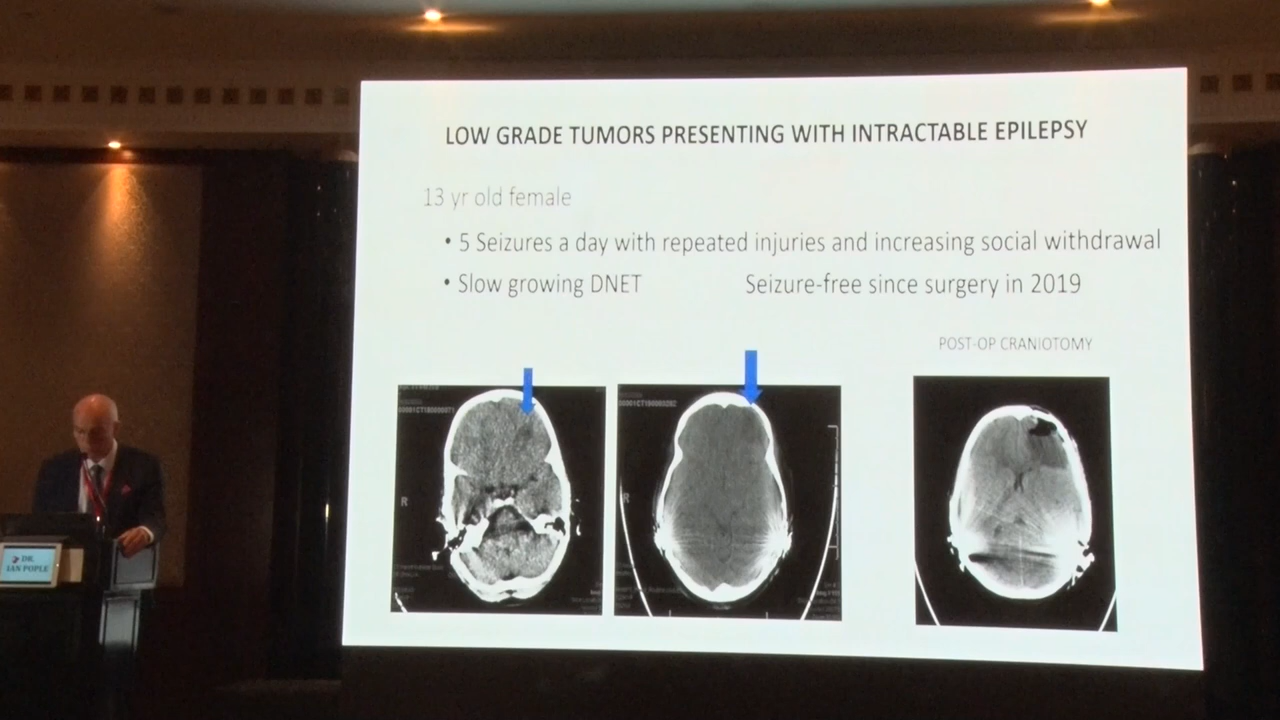 LOW GRADE TUMORS PRESENTING WITH INTRACTABLE EPILEPSY
13 yr old female
• 5 Seizures a day with repeated injuries and increasing social withdrawal
• Slow growing DNET
Seizure-free since surgery in 2019
POST-OP CRANIOTOMY
R
R
DR.
IAN POPLE